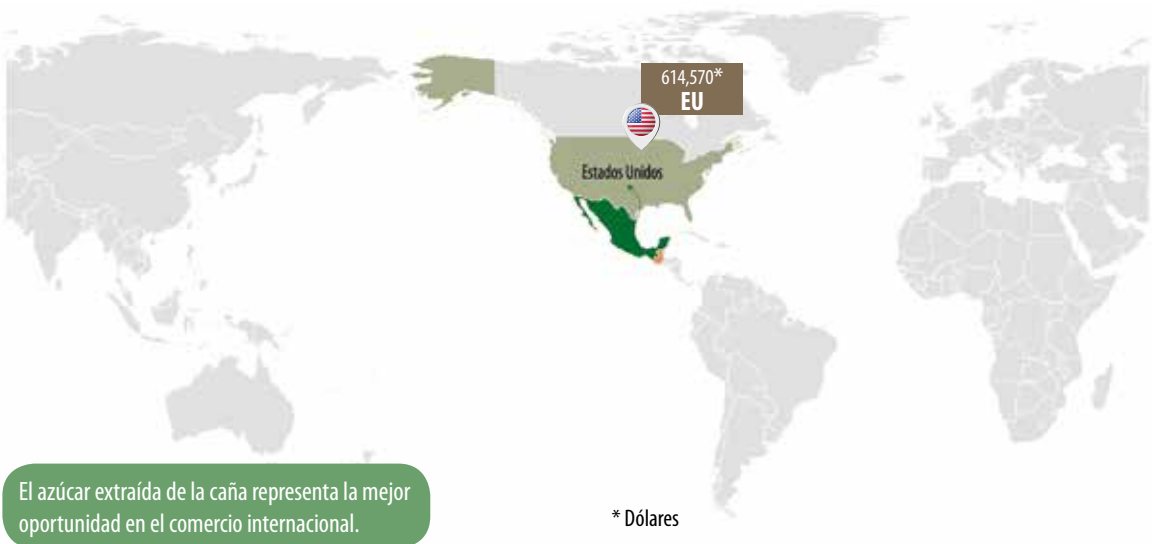 614,570*
EU
Estados Unidos
El azúcar extraída de la caña representa la mejor
oportunidad en el comercio internacional.
* Dólares